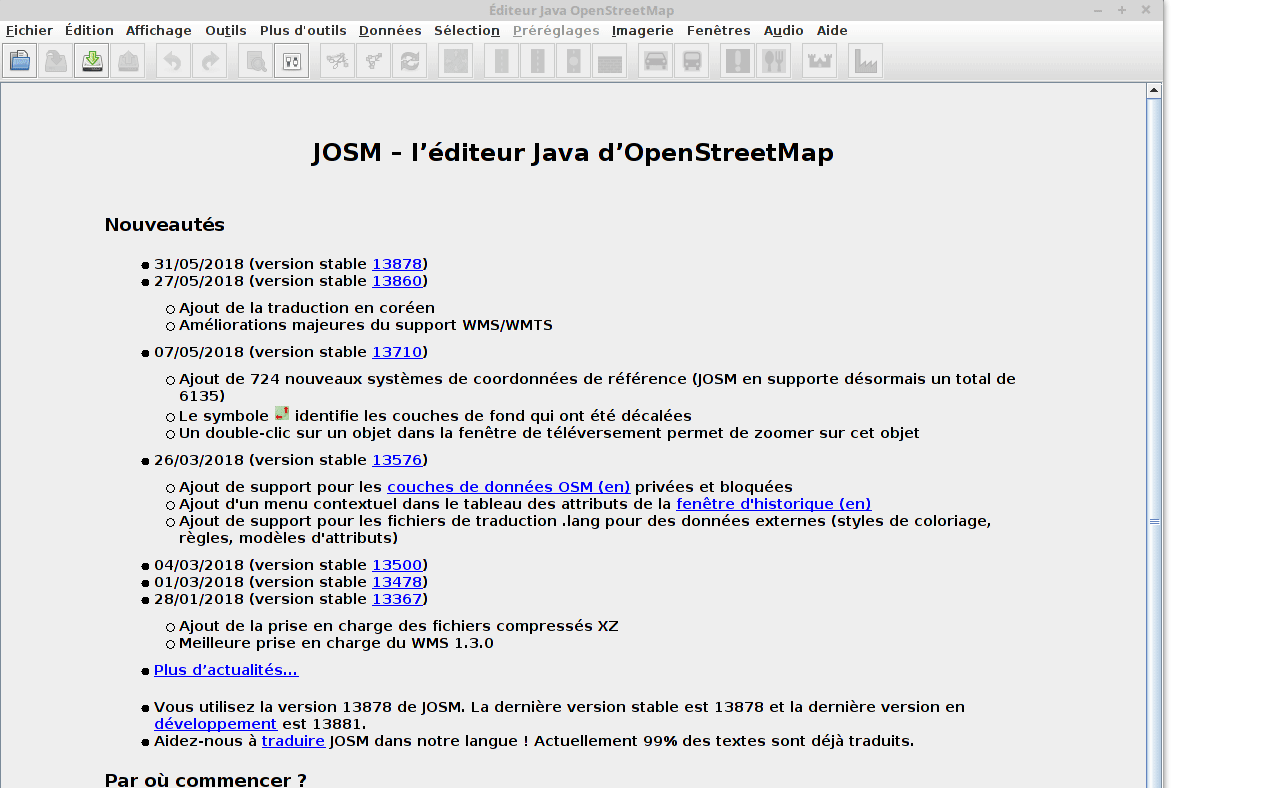 Éditeur Java OpenStreetMap
Fichier Édition Affichage Outils Plus d'outils Données Sélection Préréglages Imagerie Fenêtres Audio Aide
JOSM – l’éditeur Java d’OpenStreetMap
Nouveautés
31/05/2018 (version stable 13878)
27/05/2018 (version stable 13860)
Ajout de la traduction en coréen
Améliorations majeures du support WMS/WMTS
07/05/2018 (version stable 13710)
Ajout de 724 nouveaux systèmes de coordonnées de référence (JOSM en supporte désormais un total de
6135)
Le symbole identifie les couches de fond qui ont été décalées
Un double-clic sur un objet dans la fenêtre de téléversement permet de zoomer sur cet objet
26/03/2018 (version stable 13576)
Ajout de support pour les couches de données OSM (en) privées et bloquées
Ajout d'un menu contextuel dans le tableau des attributs de la fenêtre d'historique (en)
Ajout de support pour les fichiers de traduction .lang pour des données externes (styles de coloriage,
règles, modèles d'attributs)
04/03/2018 (version stable 13500)
01/03/2018 (version stable 13478)
28/01/2018 (version stable 13367)
Ajout de la prise en charge des fichiers compressés XZ
Meilleure prise en charge du WMS 1.3.0
Plus d’actualités...
Vous utilisez la version 13878 de JOSM. La dernière version stable est 13878 et la dernière version en
développement est 13881.
Aidez-nous à traduire JOSM dans notre langue ! Actuellement 99% des textes sont déjà traduits.
Par où commencer ?